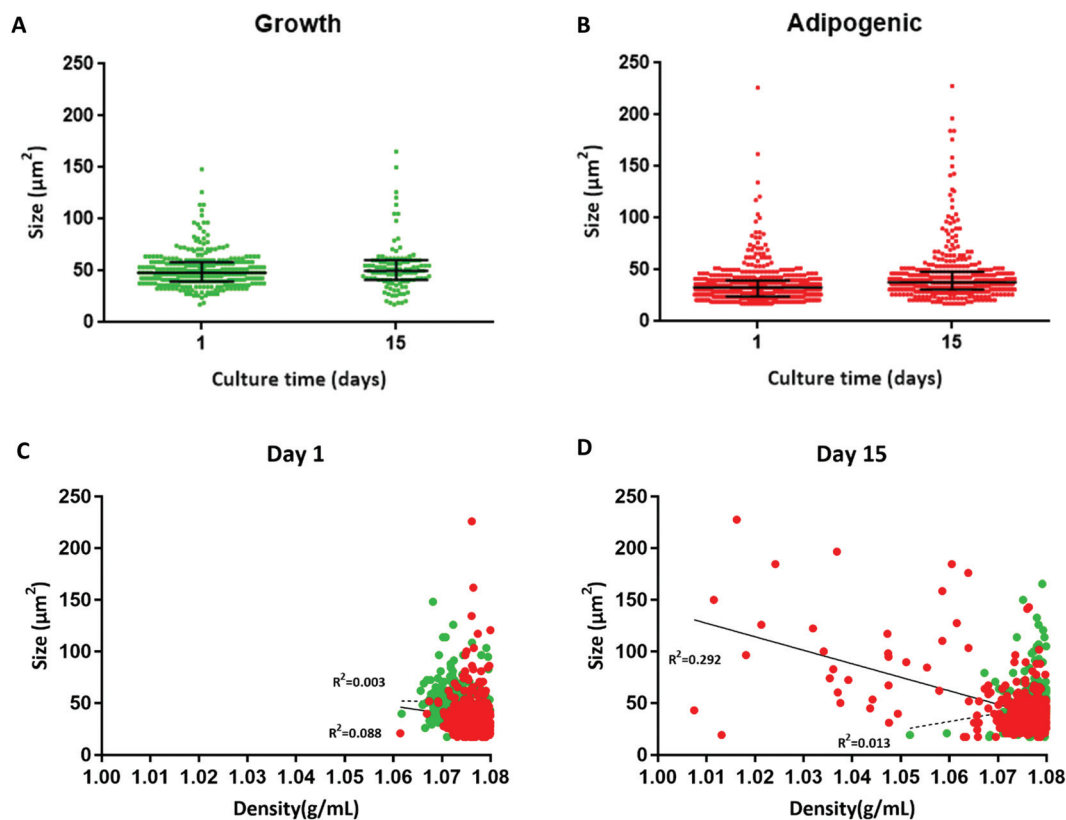 A
Growth
250
200
150
100
50
0
Size (µm²)
1
15
Culture time (days)
B
Adipogenic
250
200
150
100
50
0
Size (µm²)
1
15
Culture time (days)
C
Day 1
250
200
150
100
50
0
Size (µm²)
R²=0.003
R²=0.088
1.00 1.01 1.02 1.03 1.04 1.05 1.06 1.07 1.08
Density(g/mL)
D
Day 15
250
200
150
100
50
0
Size (µm²)
R²=0.292
R²=0.013
1.00 1.01 1.02 1.03 1.04 1.05 1.06 1.07 1.08
Density(g/mL)